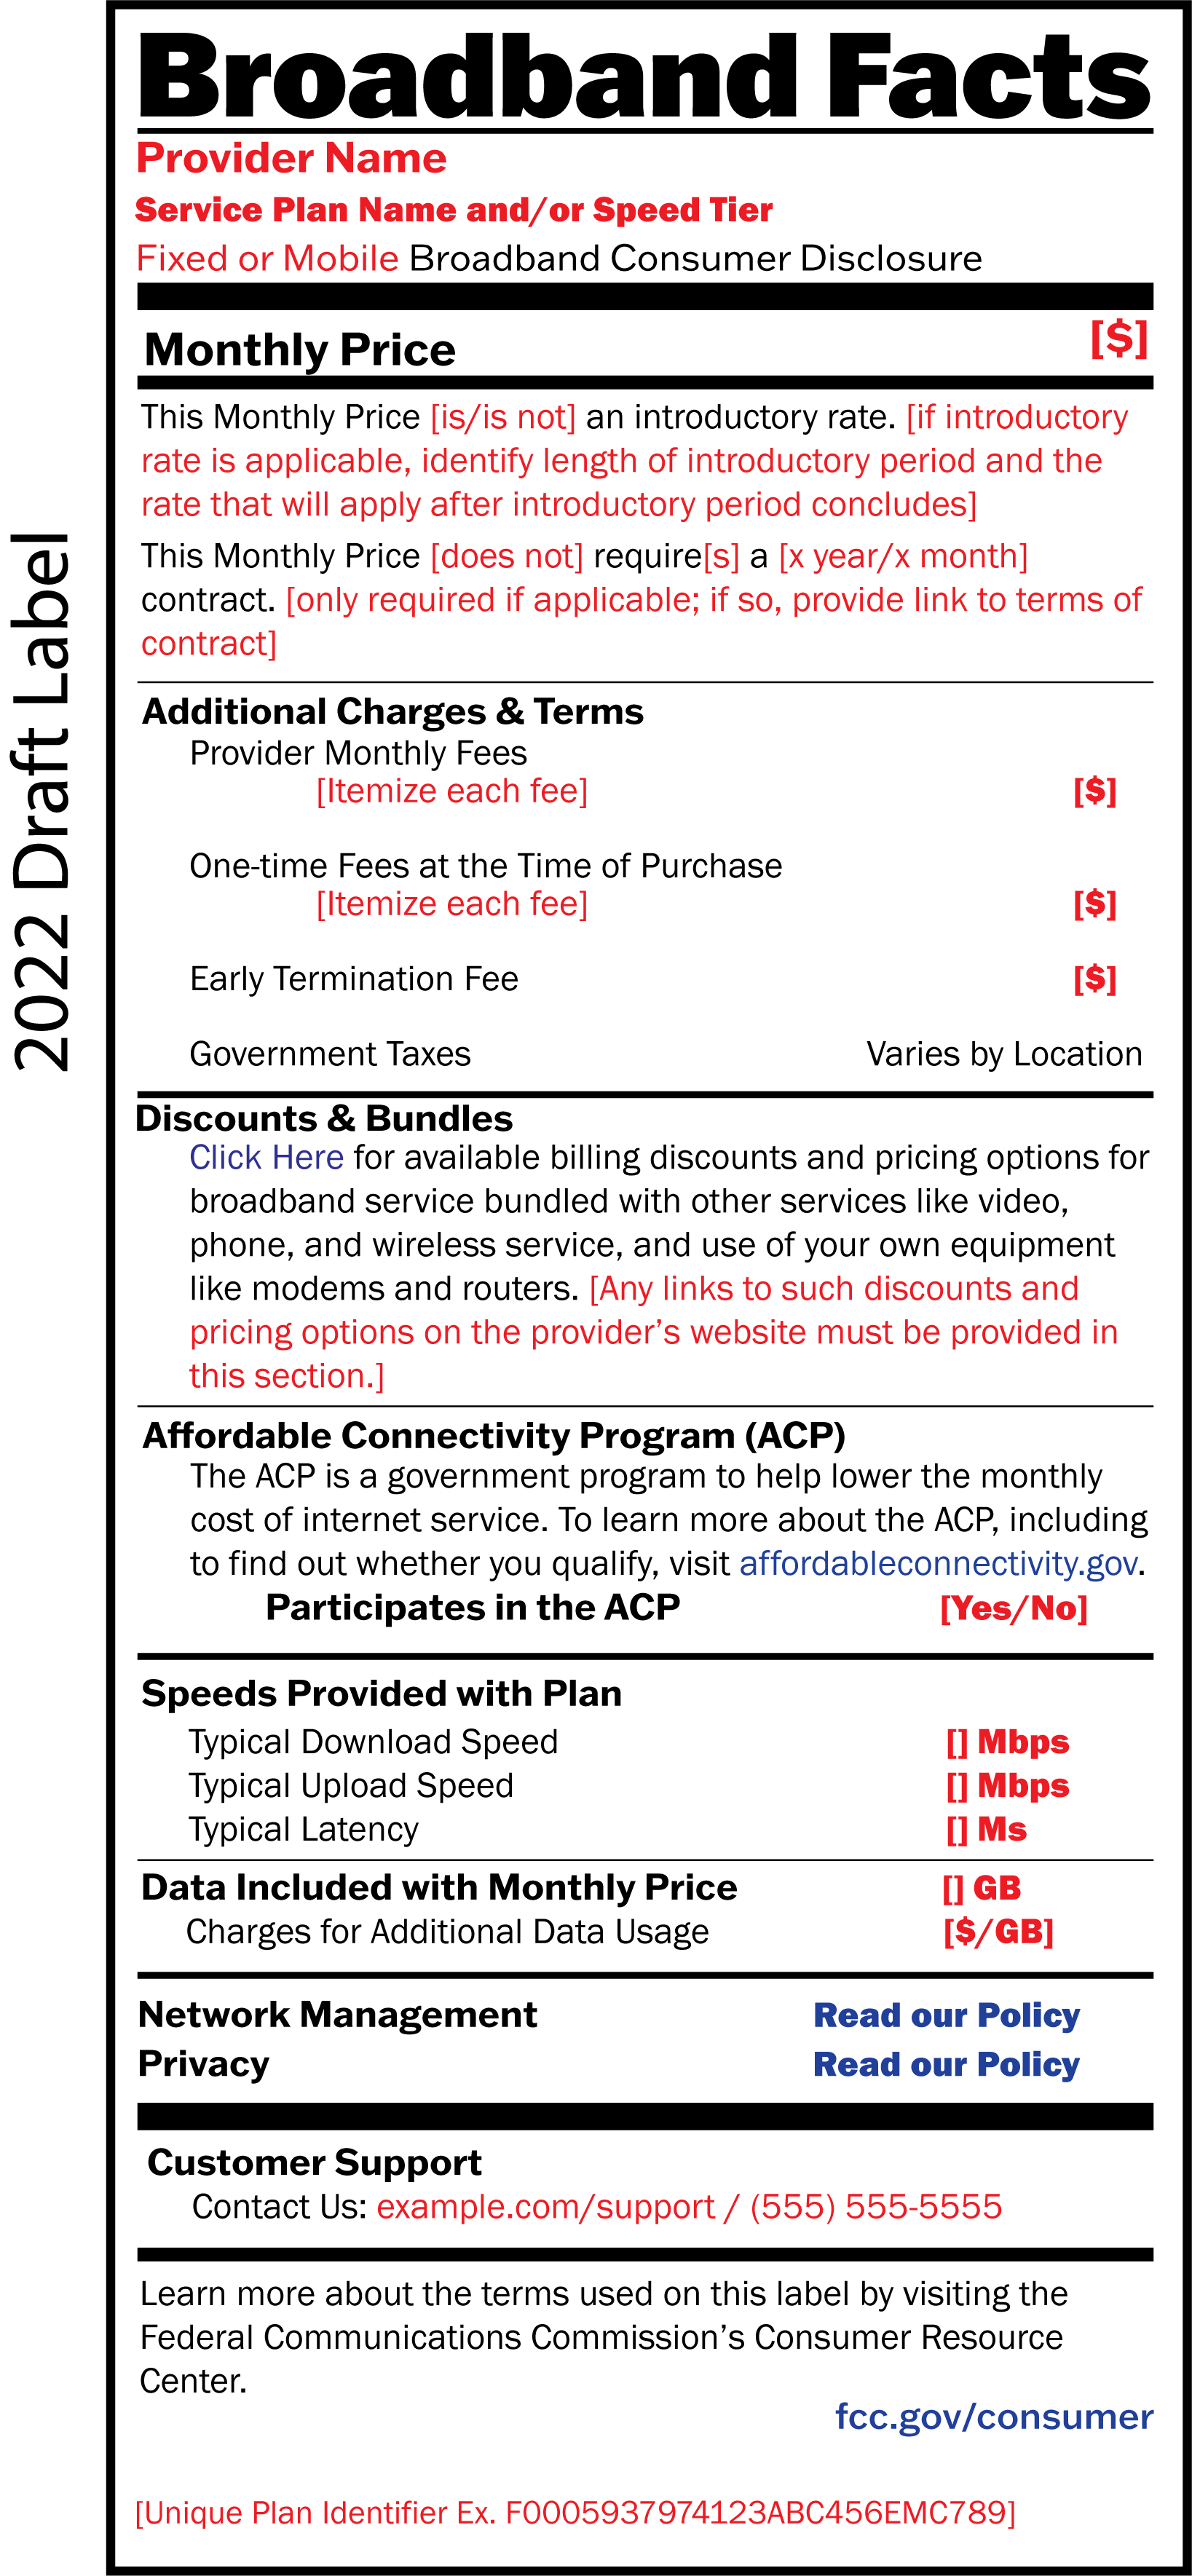 2022 Draft Label
Broadband Facts
Provider Name
Service Plan Name and/or Speed Tier
Fixed or Mobile Broadband Consumer Disclosure
Monthly Price [$]
This Monthly Price [is/is not] an introductory rate. [if introductory
rate is applicable, identify length of introductory period and the
rate that will apply after introductory period concludes]
This Monthly Price [does not] require[s] a [x year/x month]
contract. [only required if applicable; if so, provide link to terms of
contract]
Additional Charges & Terms
Provider Monthly Fees
[Itemize each fee] [$]
One-time Fees at the Time of Purchase
[Itemize each fee] [$]
Early Termination Fee [$]
Government Taxes Varies by Location
Discounts & Bundles
Click Here for available billing discounts and pricing options for
broadband service bundled with other services like video,
phone, and wireless service, and use of your own equipment
like modems and routers. [Any links to such discounts and
pricing options on the provider’s website must be provided in
this section.]
Affordable Connectivity Program (ACP)
The ACP is a government program to help lower the monthly
cost of internet service. To learn more about the ACP, including
to find out whether you qualify, visit affordableconnectivity.gov.
Participates in the ACP [Yes/No]
Speeds Provided with Plan
Typical Download Speed [] Mbps
Typical Upload Speed [] Mbps
Typical Latency [] Ms
Data Included with Monthly Price [] GB
Charges for Additional Data Usage [$/GB]
Network Management Read our Policy
Privacy Read our Policy
Customer Support
Contact Us: example.com/support / (555) 555-5555
Learn more about the terms used on this label by visiting the
Federal Communications Commission’s Consumer Resource
Center.
fcc.gov/consumer
[Unique Plan Identifier Ex. F0005937974123ABC456EMC789]